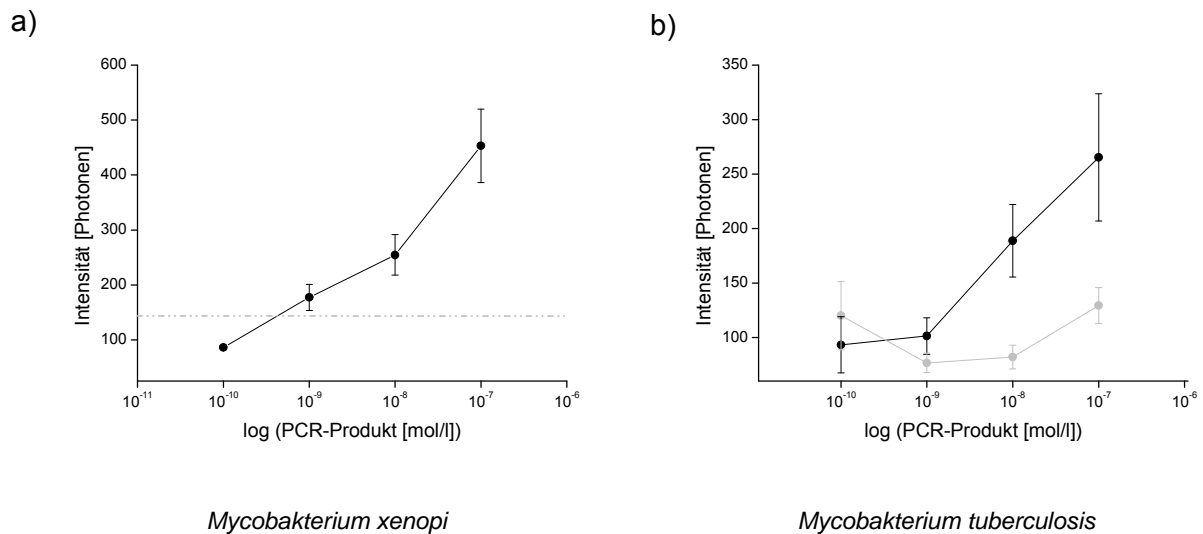 a)
600
500
400
300
200
100
Intensität [Photonen]
10-11
10-10
10-9
10-8
10-7
10-6
log (PCR-Produkt [mol/l])
Mycobakterium xenopi
b)
350
300
250
200
150
100
Intensität [Photonen]
10-10
10-9
10-8
10-7
10-6
log (PCR-Produkt [mol/l])
Mycobakterium tuberculosis